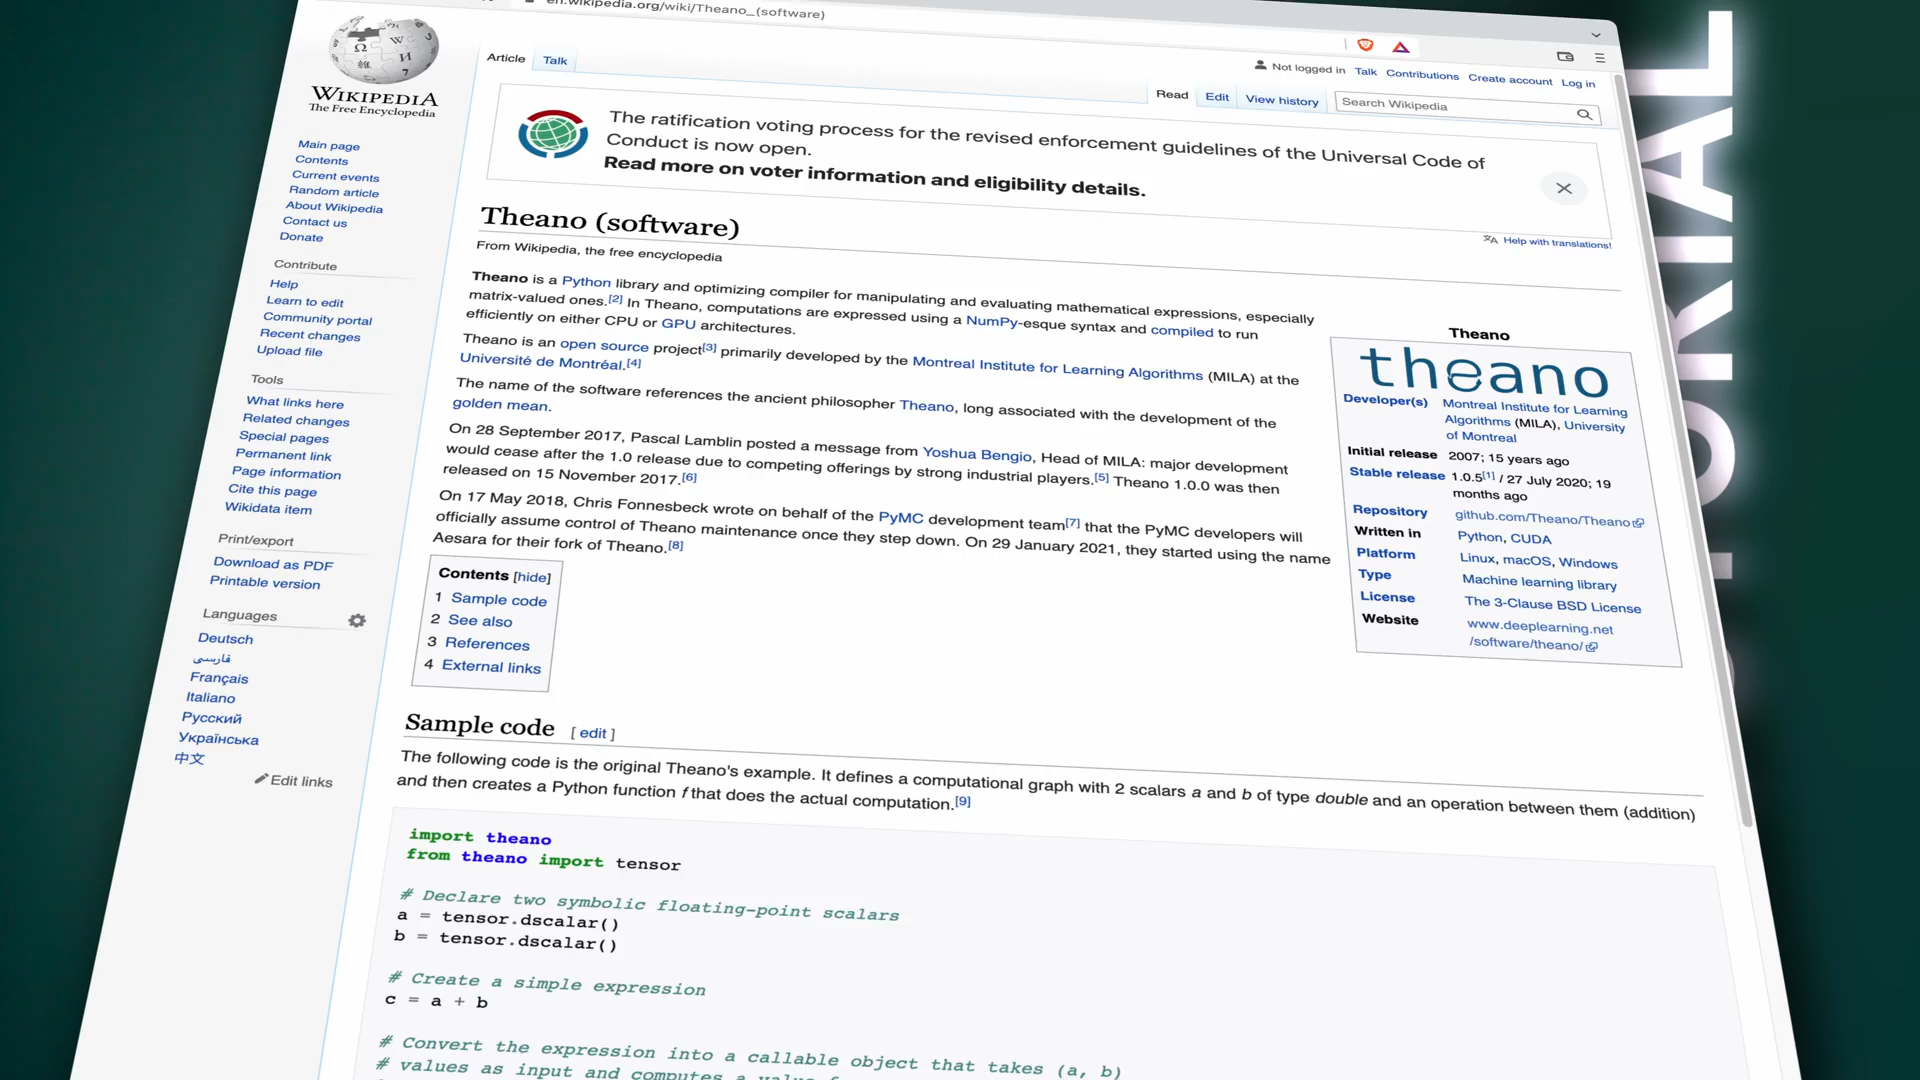 en.wikipedia.org/wiki/Theano_(software)
WIKIPEDIA
The Free Encyclopedia
Main page
Contents
Current events
Random article
About Wikipedia
Contact us
Donate
Contribute
Help
Learn to edit
Community portal
Recent changes
Upload file
Tools
What links here
Related changes
Special pages
Permanent link
Page information
Cite this page
Wikidata item
Print/export
Download as PDF
Printable version
Languages
Deutsch
فارسی
Français
Italiano
Русский
Українська
中文
Edit links
Article Talk
Not logged in Talk Contributions Create account Log in
Read Edit View history Search Wikipedia
The ratification voting process for the revised enforcement guidelines of the Universal Code of
Conduct is now open.
Read more on voter information and eligibility details.
Theano (software)
Help with translations!
From Wikipedia, the free encyclopedia
Theano is a Python library and optimizing compiler for manipulating and evaluating mathematical expressions, especially
matrix-valued ones.[2] In Theano, computations are expressed using a NumPy-esque syntax and compiled to run
efficiently on either CPU or GPU architectures.
Theano is an open source project[3] primarily developed by the Montreal Institute for Learning Algorithms (MILA) at the
Université de Montréal.[4]
The name of the software references the ancient philosopher Theano, long associated with the development of the
golden mean.
On 28 September 2017, Pascal Lamblin posted a message from Yoshua Bengio, Head of MILA: major development
would cease after the 1.0 release due to competing offerings by strong industrial players.[5] Theano 1.0.0 was then
released on 15 November 2017.[6]
On 17 May 2018, Chris Fonnesbeck wrote on behalf of the PyMC development team[7] that the PyMC developers will
officially assume control of Theano maintenance once they step down. On 29 January 2021, they started using the name
Aesara for their fork of Theano.[8]
Theano
theano
Developer(s) Montreal Institute for Learning
Algorithms (MILA), University
of Montreal
Initial release 2007; 15 years ago
Stable release 1.0.5[1] / 27 July 2020; 19
months ago
Repository github.com/Theano/Theano
Written in Python, CUDA
Platform Linux, macOS, Windows
Type Machine learning library
License The 3-Clause BSD License
Website www.deeplearning.net
/software/theano/
Contents [hide]
1 Sample code
2 See also
3 References
4 External links
Sample code [ edit ]
The following code is the original Theano's example. It defines a computational graph with 2 scalars a and b of type double and an operation between them (addition)
and then creates a Python function f that does the actual computation.[9]
import theano
from theano import tensor
# Declare two symbolic floating-point scalars
a = tensor.dscalar()
b = tensor.dscalar()
# Create a simple expression
c = a + b
# Convert the expression into a callable object that takes (a, b)
# values as input and computes a value